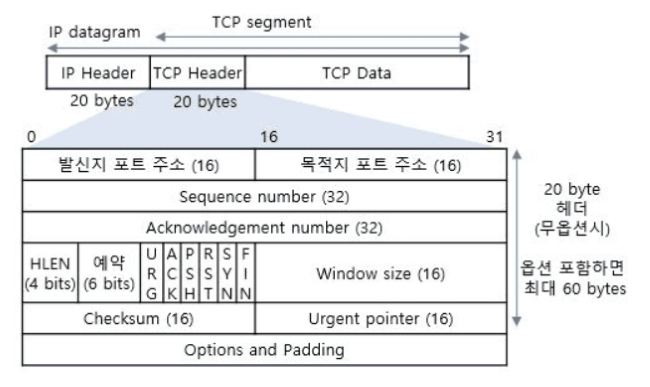 TCP segment
IP datagram
IP Header TCP Header TCP Data
20 bytes 20 bytes
0 16 31
발신지 포트 주소 (16) 목적지 포트 주소 (16)
Sequence number (32)
Acknowledgement number (32)
HLEN (4 bits)
예약 (6 bits)
URG
ACK
PSH
RST
SYN
FIN
Window size (16)
Checksum (16) Urgent pointer (16)
Options and Padding
20 byte
헤더
(무옵션시)
옵션 포함하면
최대 60 bytes